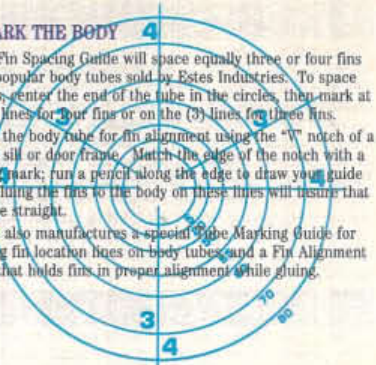 ARK THE BODY
Fin Spacing Guide will space equally three or four fins
popular body tubes sold by Estes Industries. To space
s, center the end of the tube in the circles, then mark at
lines for four fins or on the (3) lines for three fins.
the body tube for fin alignment using the "V" notch of a
sill or door frame. Match the edge of the notch with a
mark; run a pencil along the edge to draw your guide
luing the fins to the body on these lines will insure that
e straight.
also manufactures a special Tube Marking Guide for
g fin location lines on body tubes and a Fin Alignment
that holds fins in proper alignment while gluing.
4
3
3
4
4
70
80
3
4